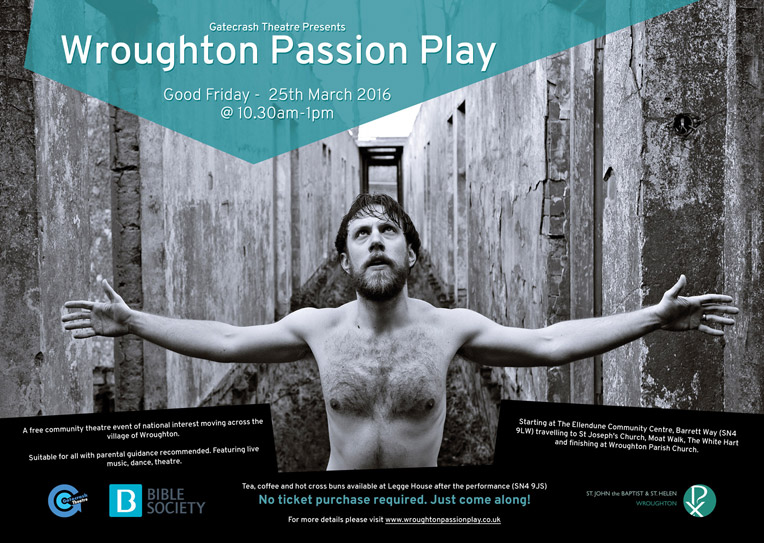 Gatecrash Theatre Presents
Wroughton Passion Play
Good Friday - 25th March 2016
@ 10.30am-1pm
A free community theatre event of national interest moving across the
village of Wroughton.
Suitable for all with parental guidance recommended. Featuring live
music, dance, theatre.
Starting at The Ellendune Community Centre, Barrett Way (SN4
9LW) travelling to St Joseph's Church, Moat Walk, The White Hart
and finishing at Wroughton Parish Church.
Gatecrash
Theatre
B
BIBLE
SOCIETY
Tea, coffee and hot cross buns available at Legge House after the performance (SN4 9JS)
No ticket purchase required. Just come along!
For more details please visit www.wroughtonpassionplay.co.uk
ST. JOHN the BAPTIST & ST. HELEN
WROUGHTON